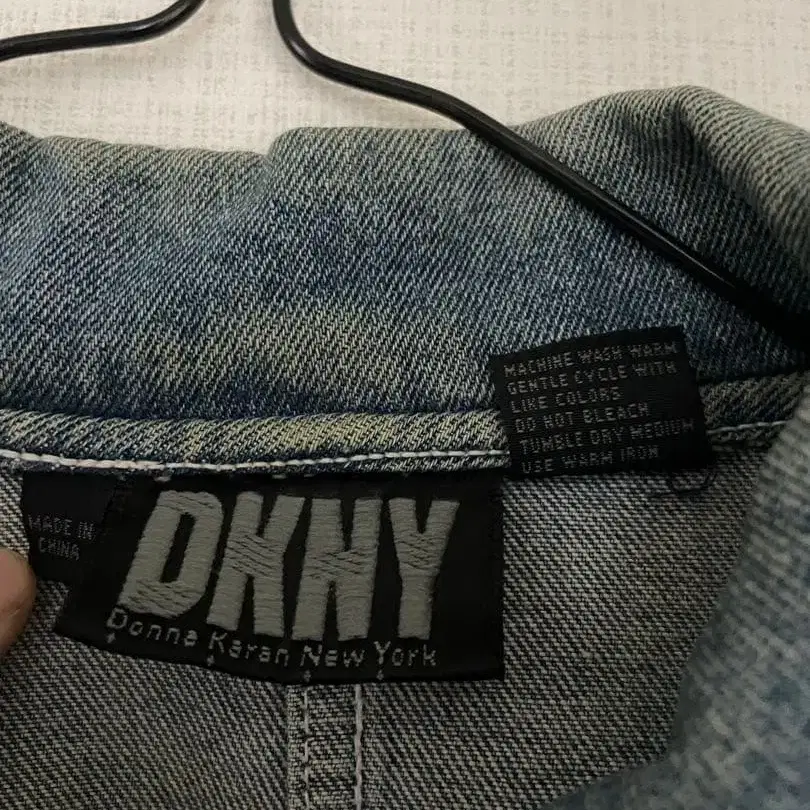 MACHINE WASH WARM
GENTLE CYCLE WITH
LIKE COLORS
DO HOT BLEACH
TUMBLE DRY MEDIUM
USE WARM IRON
MADE IN
CHINA
DKNY
Donna Karan New York